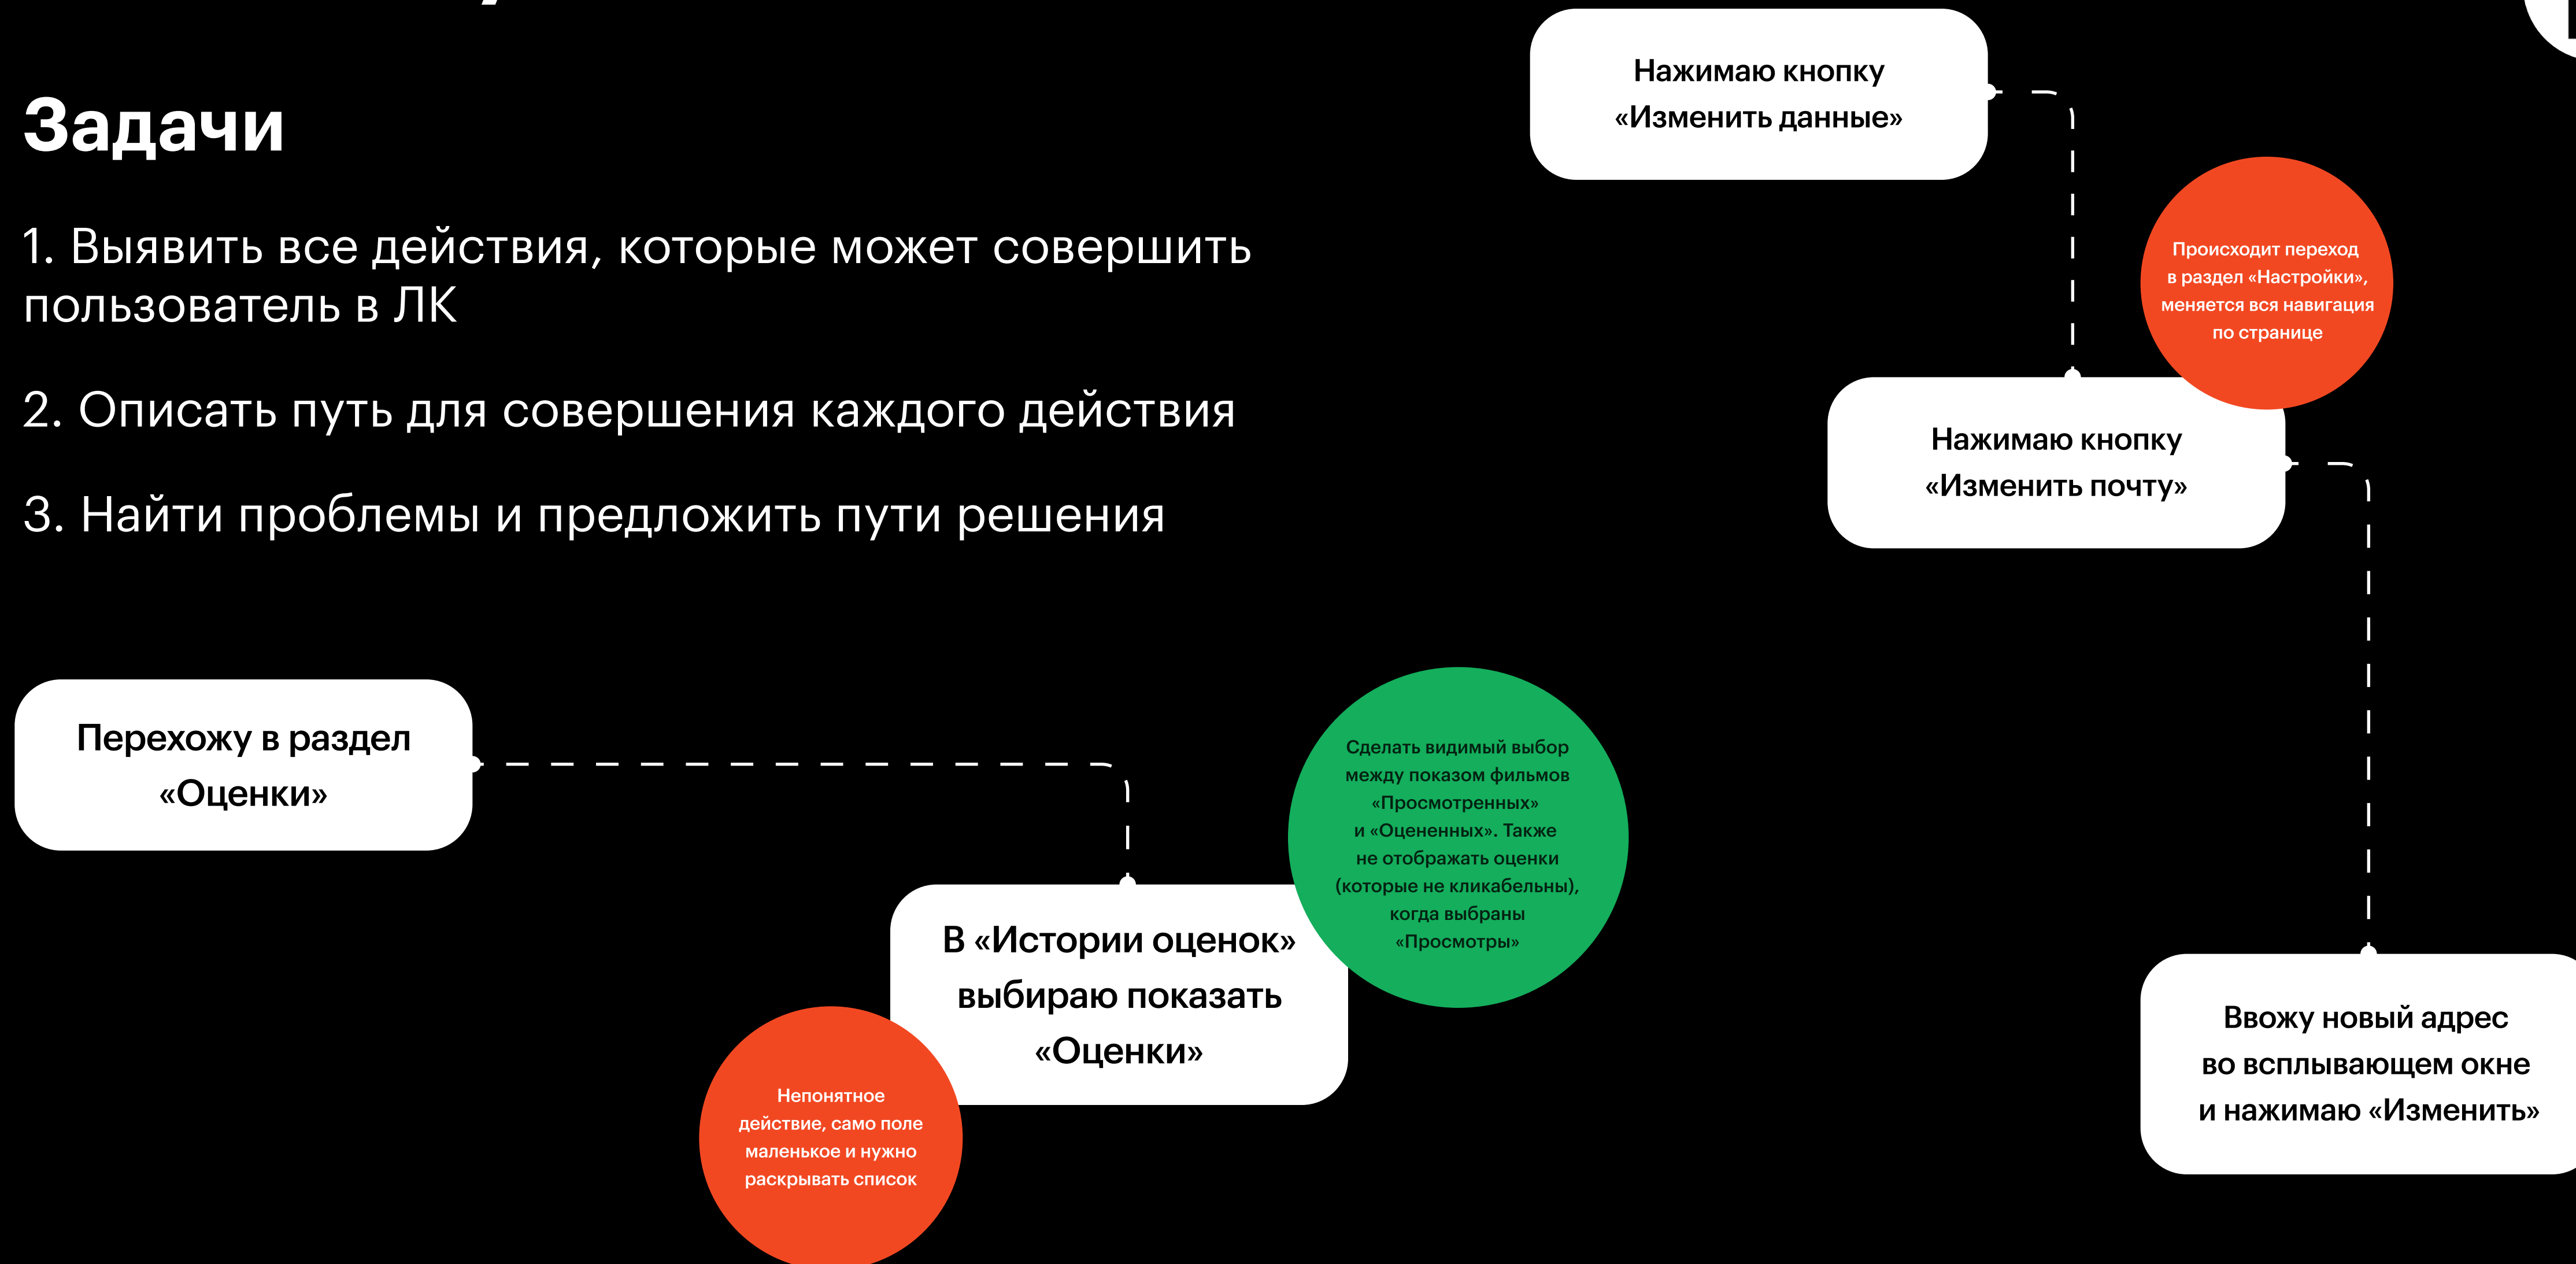 Задачи
1. Выявить все действия, которые может совершить
пользователь в ЛК
2. Описать путь для совершения каждого действия
3. Найти проблемы и предложить пути решения
Нажимаю кнопку
«Изменить данные»
Происходит переход
в раздел «Настройки»,
меняется вся навигация
по странице
Нажимаю кнопку
«Изменить почту»
Ввожу новый адрес
во всплывающем окне
и нажимаю «Изменить»
Перехожу в раздел
«Оценки»
В «Истории оценок»
выбираю показать
«Оценки»
Сделать видимый выбор
между показом фильмов
«Просмотренных»
и «Оцененных». Также
не отображать оценки
(которые не кликабельны),
когда выбраны
«Просмотры»
Непонятное
действие, само поле
маленькое и нужно
раскрывать список